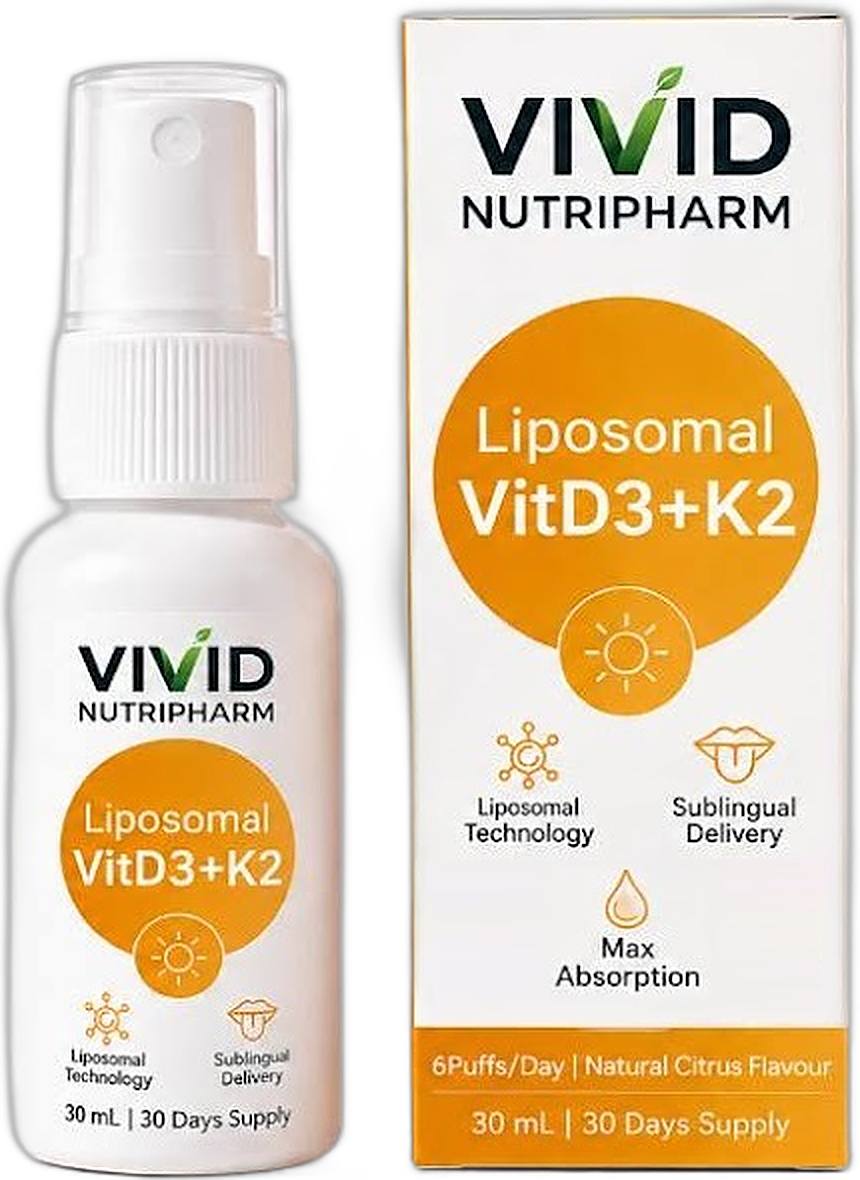 VIVID
NUTRIPHARM
Liposomal
VitD3+K2
Liposomal
Technology
Sublingual
Delivery
30 mL | 30 Days Supply
VIVID
NUTRIPHARM
Liposomal
VitD3+K2
Liposomal
Technology
Sublingual
Delivery
Max
Absorption
6Puffs/Day | Natural Citrus Flavour
30 mL | 30 Days Supply